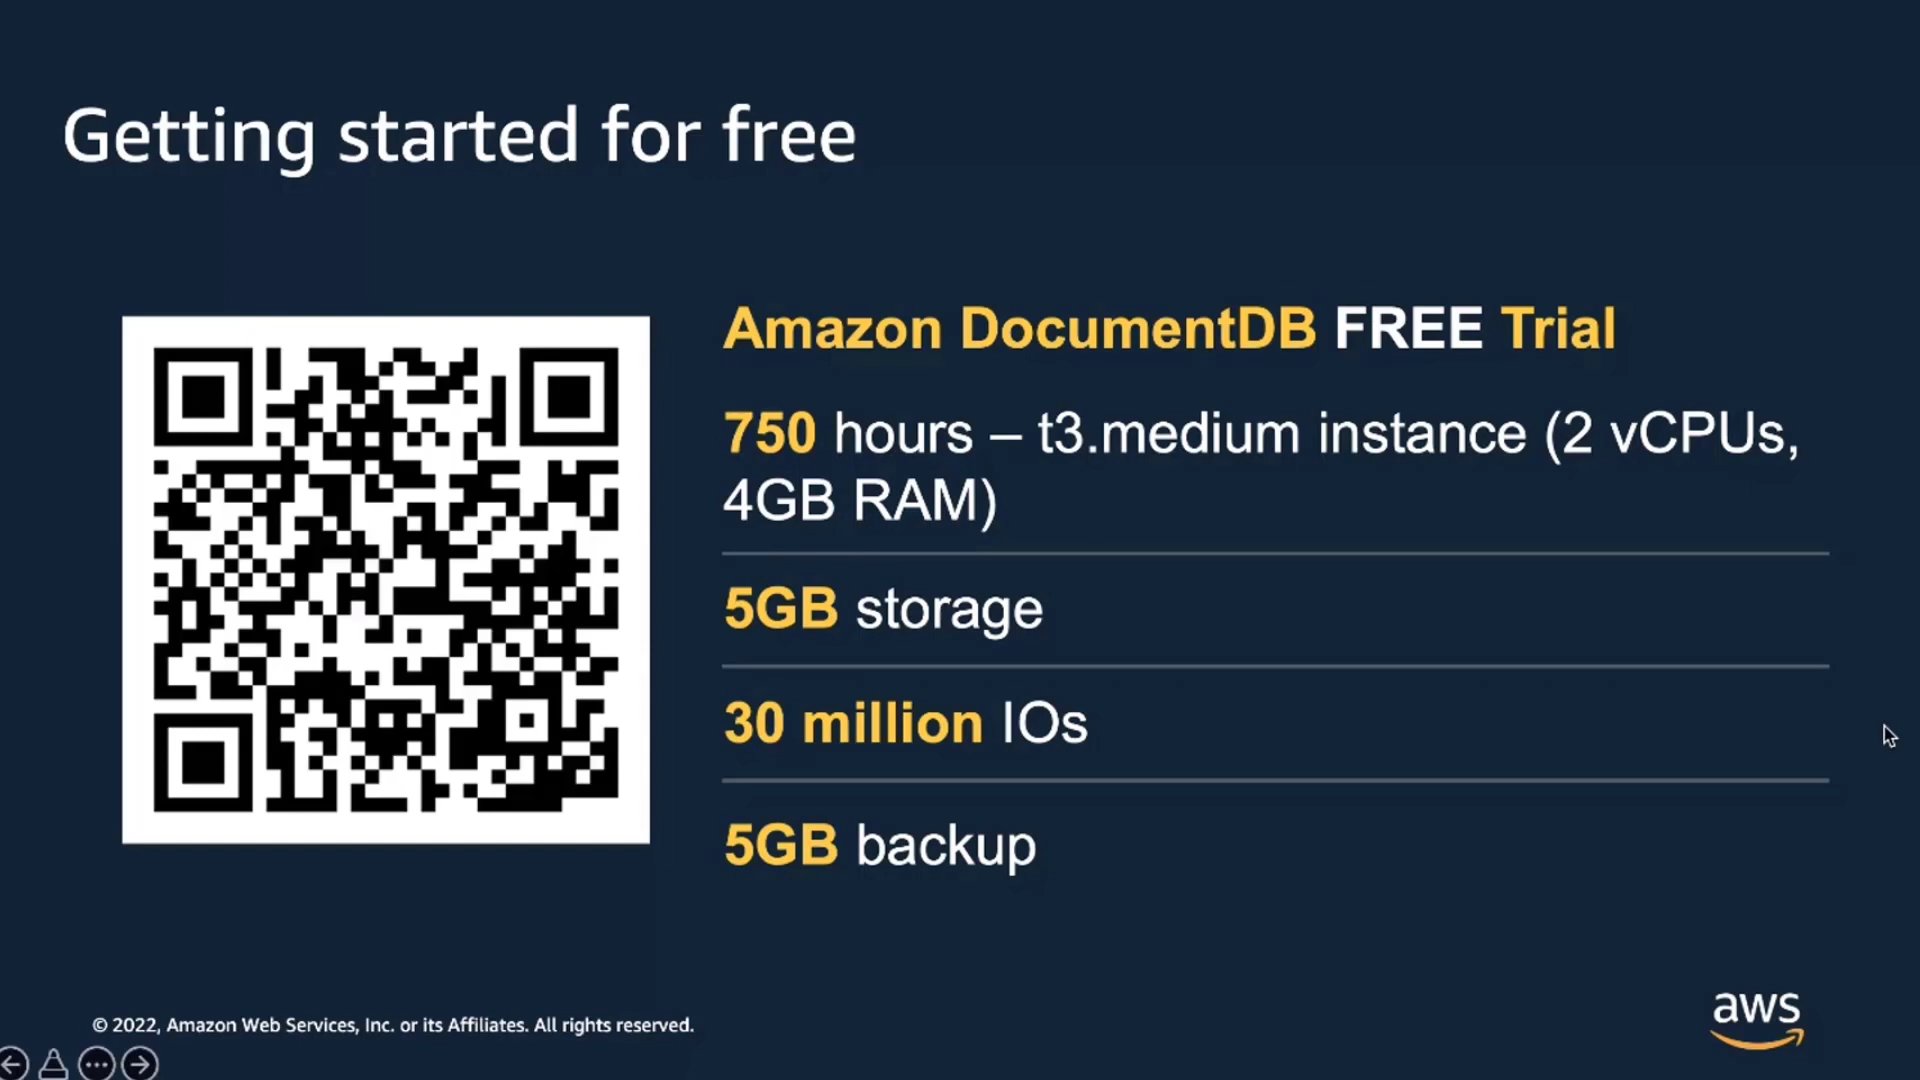 Getting started for free
Amazon DocumentDB FREE Trial
750 hours – t3.medium instance (2 vCPUs,
4GB RAM)
5GB storage
30 million IOs
5GB backup
© 2022, Amazon Web Services, Inc. or its Affiliates. All rights reserved.
aws